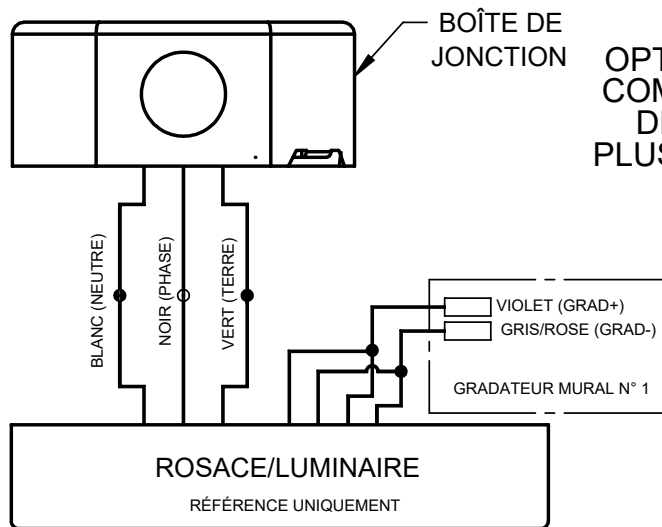 BOÎTE DE
JONCTION
BLANC (NEUTRE)
NOIR (PHASE)
VERT (TERRE)
VIOLET (GRAD+)
GRIS/ROSE (GRAD-)
GRADATEUR MURAL N° 1
ROSACE/LUMINAIRE
RÉFÉRENCE UNIQUEMENT